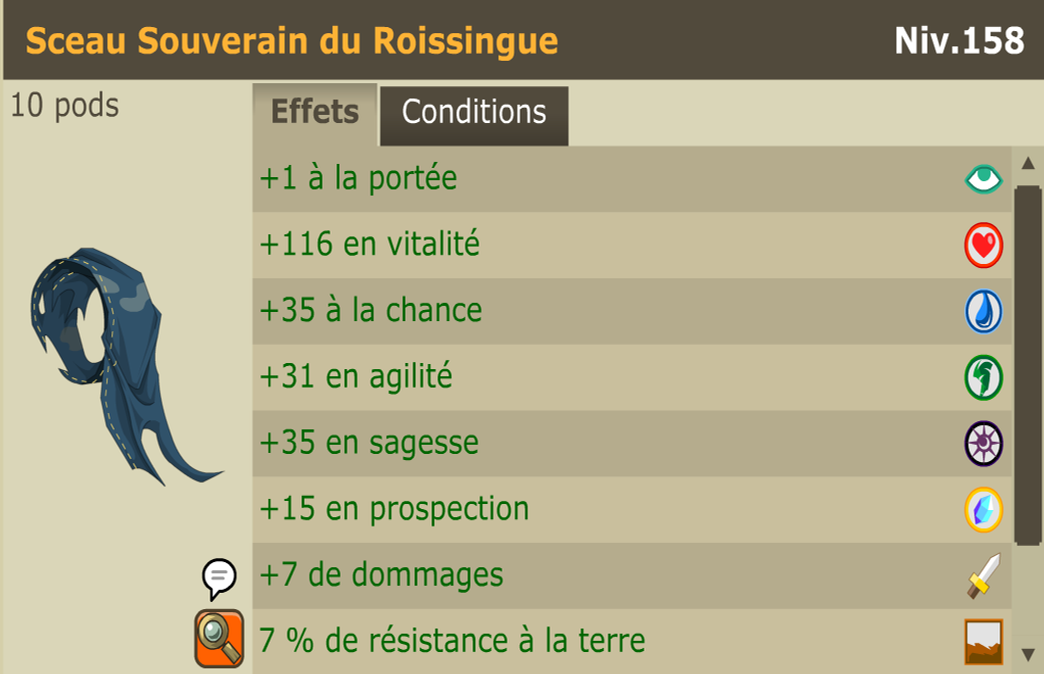 Sceau Souverain du Roissingue
Niv.158
10 pods
Effets
Conditions
+1 à la portée
+116 en vitalité
+35 à la chance
+31 en agilité
+35 en sagesse
+15 en prospection
+7 de dommages
7 % de résistance à la terre